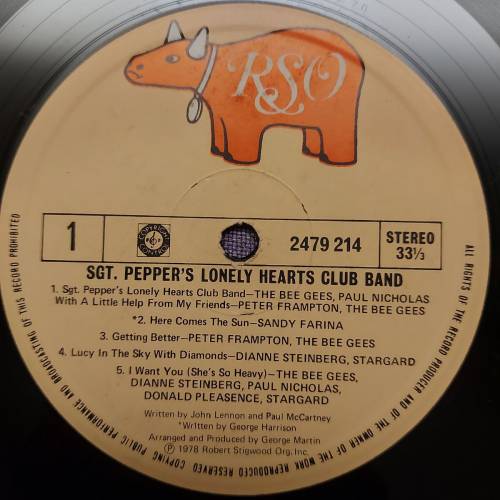 RSO
1
COPYRIGHT CONTROL
2479 214
STEREO
33⅓
SGT. PEPPER'S LONELY HEARTS CLUB BAND
1. Sgt. Pepper's Lonely Hearts Club Band—THE BEE GEES, PAUL NICHOLAS
With A Little Help From My Friends—PETER FRAMPTON, THE BEE GEES
*2. Here Comes The Sun—SANDY FARINA
3. Getting Better—PETER FRAMPTON, THE BEE GEES
4. Lucy In The Sky With Diamonds—DIANNE STEINBERG, STARGARD
5. I Want You (She's So Heavy)—THE BEE GEES,
DIANNE STEINBERG, PAUL NICHOLAS,
DONALD PLEASENCE, STARGARD
Written by John Lennon and Paul McCartney
*Written by George Harrison
Arranged and Produced by George Martin
Ⓟ 1978 Robert Stigwood Org. Inc.
ALL RIGHTS OF THE RECORD PRODUCER AND OF THE OWNER OF THE WORK REPRODUCED RESERVED COPYING PUBLIC PERFORMANCE AND BROADCASTING OF THIS RECORD PROHIBITED